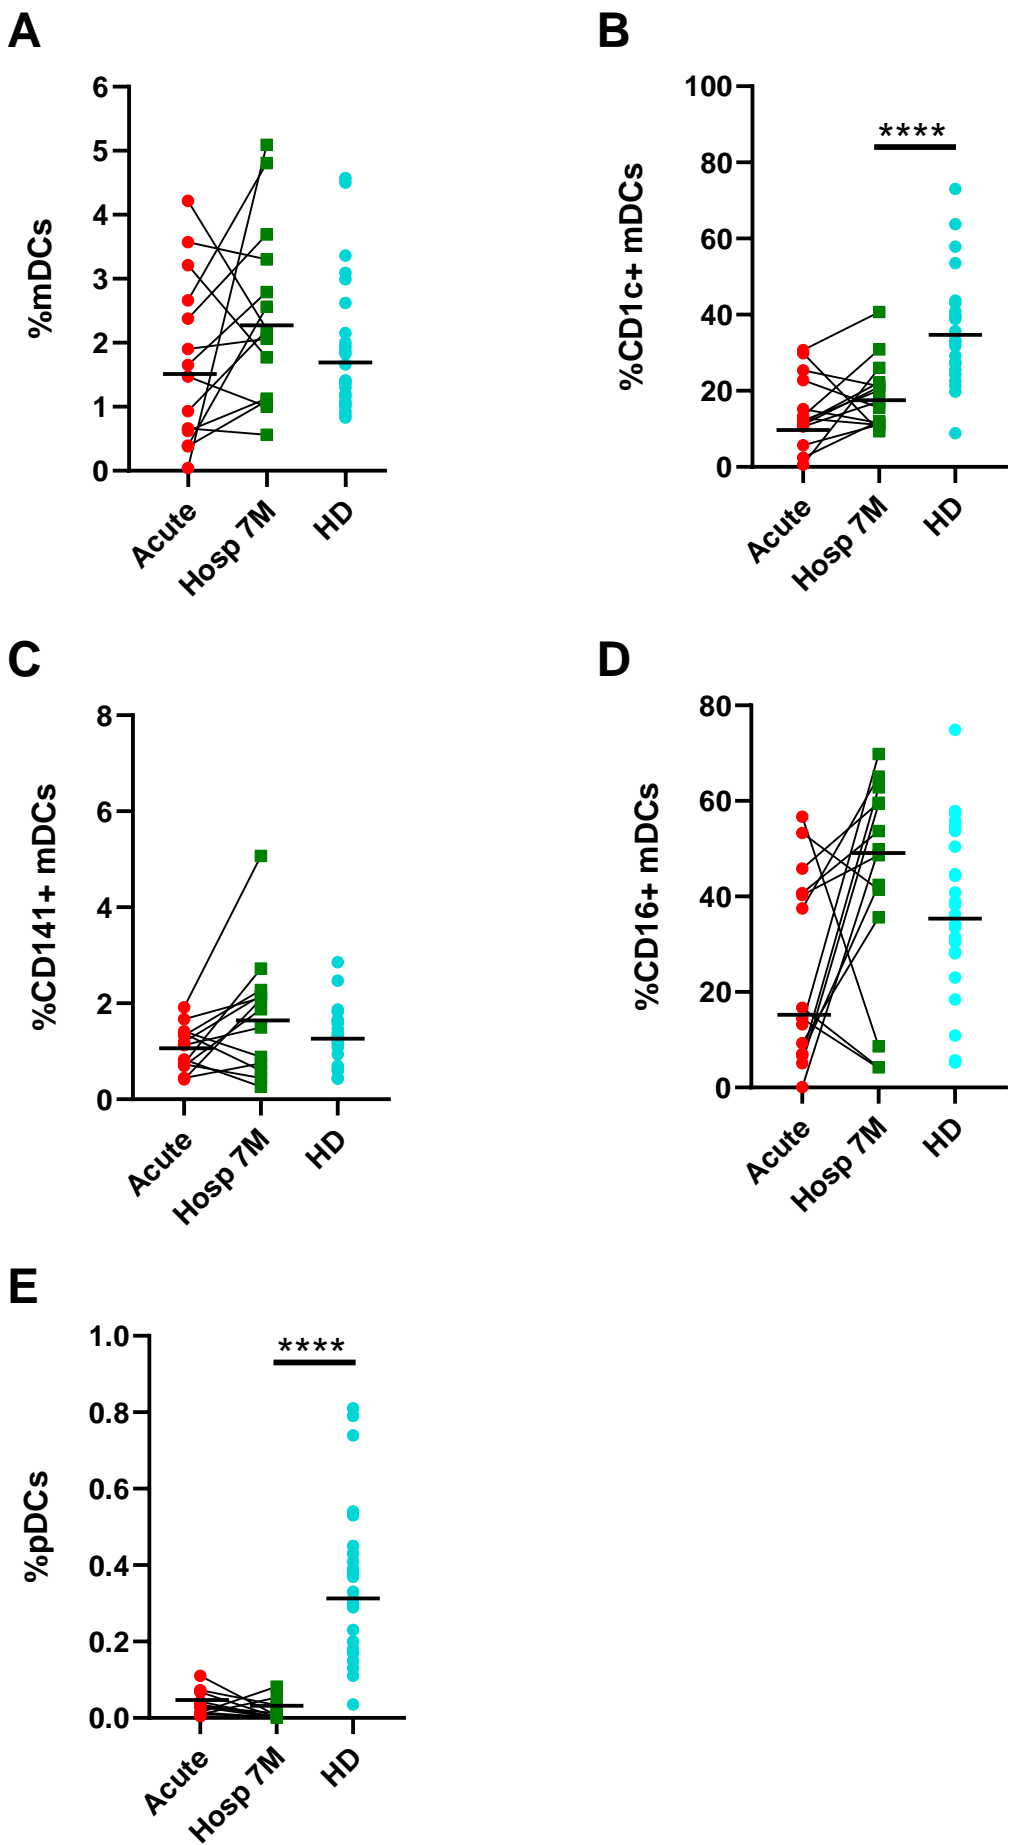 A
%mDCs
6
5
4
3
2
1
0
Acute
Hosp 7M
HD
B
%CD1c+ mDCs
100
80
60
40
20
0
****
Acute
Hosp 7M
HD
C
%CD141+ mDCs
8
6
4
2
0
Acute
Hosp 7M
HD
D
%CD16+ mDCs
80
60
40
20
0
Acute
Hosp 7M
HD
E
%pDCs
1.0
0.8
0.6
0.4
0.2
0.0
****
Acute
Hosp 7M
HD